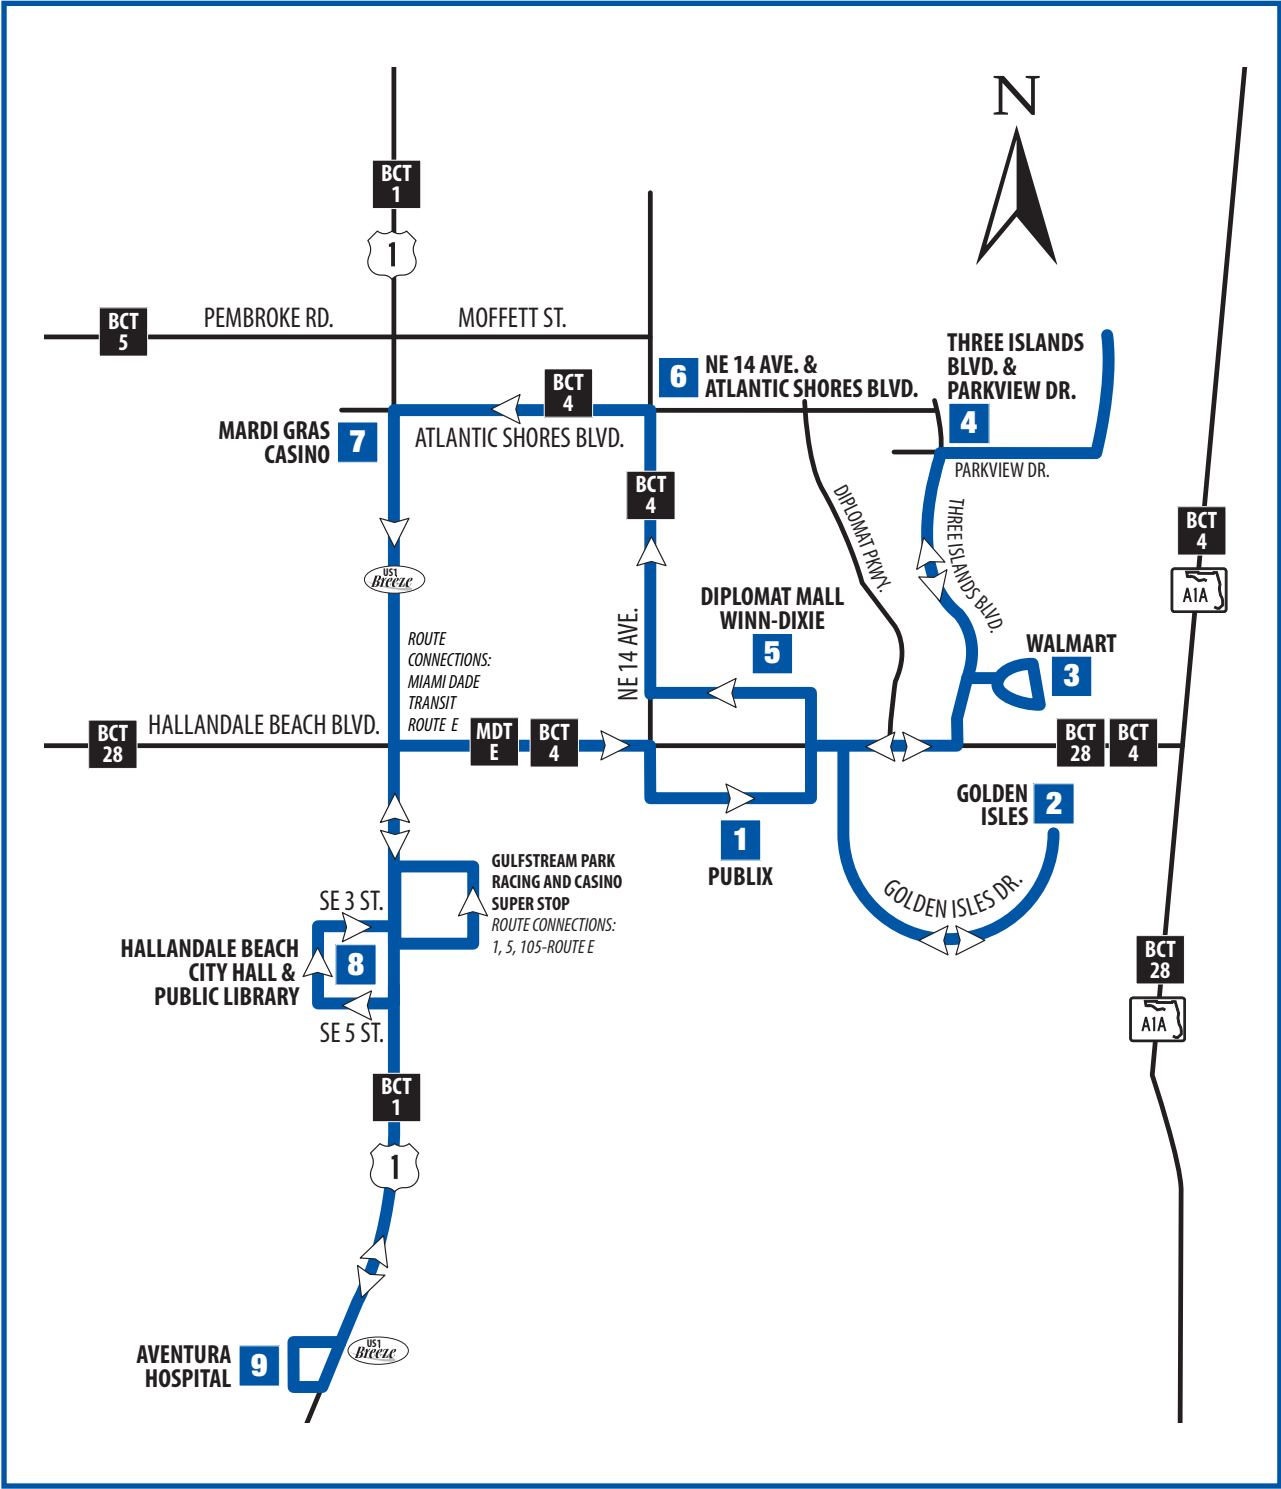 N
BCT
1
1
PEMBROKE RD.
MOFFETT ST.
BCT
5
THREE ISLANDS
BLVD. &
PARKVIEW DR.
4
6
NE 14 AVE. &
ATLANTIC SHORES BLVD.
BCT
4
MARDI GRAS
CASINO
7
ATLANTIC SHORES BLVD.
PARKVIEW DR.
BCT
4
DIPLOMAT PKWY.
THREE ISLANDS BLVD.
BCT
4
A1A
US1
Breeze
DIPLOMAT MALL
WINN-DIXIE
5
NE 14 AVE.
ROUTE
CONNECTIONS:
MIAMI DADE
TRANSIT
ROUTE E
WALMART
3
HALLANDALE BEACH BLVD.
BCT
28
MDT
E
BCT
4
BCT
28
BCT
4
GOLDEN
ISLES
2
1
PUBLIX
GOLDEN ISLES DR.
GULFSTREAM PARK
RACING AND CASINO
SUPER STOP
ROUTE CONNECTIONS:
1, 5, 105-ROUTE E
SE 3 ST.
HALLANDALE BEACH
CITY HALL &
PUBLIC LIBRARY
8
SE 5 ST.
BCT
28
A1A
BCT
1
1
US1
Breeze
AVENTURA
HOSPITAL
9